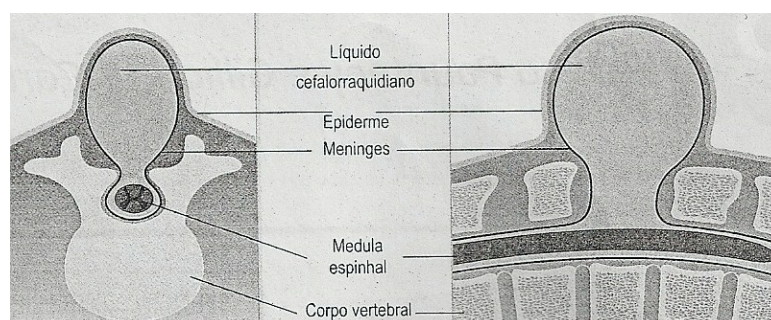 Líquido
cefalorraquidiano
Epiderme
Meninges
Medula
espinhal
Corpo vertebral